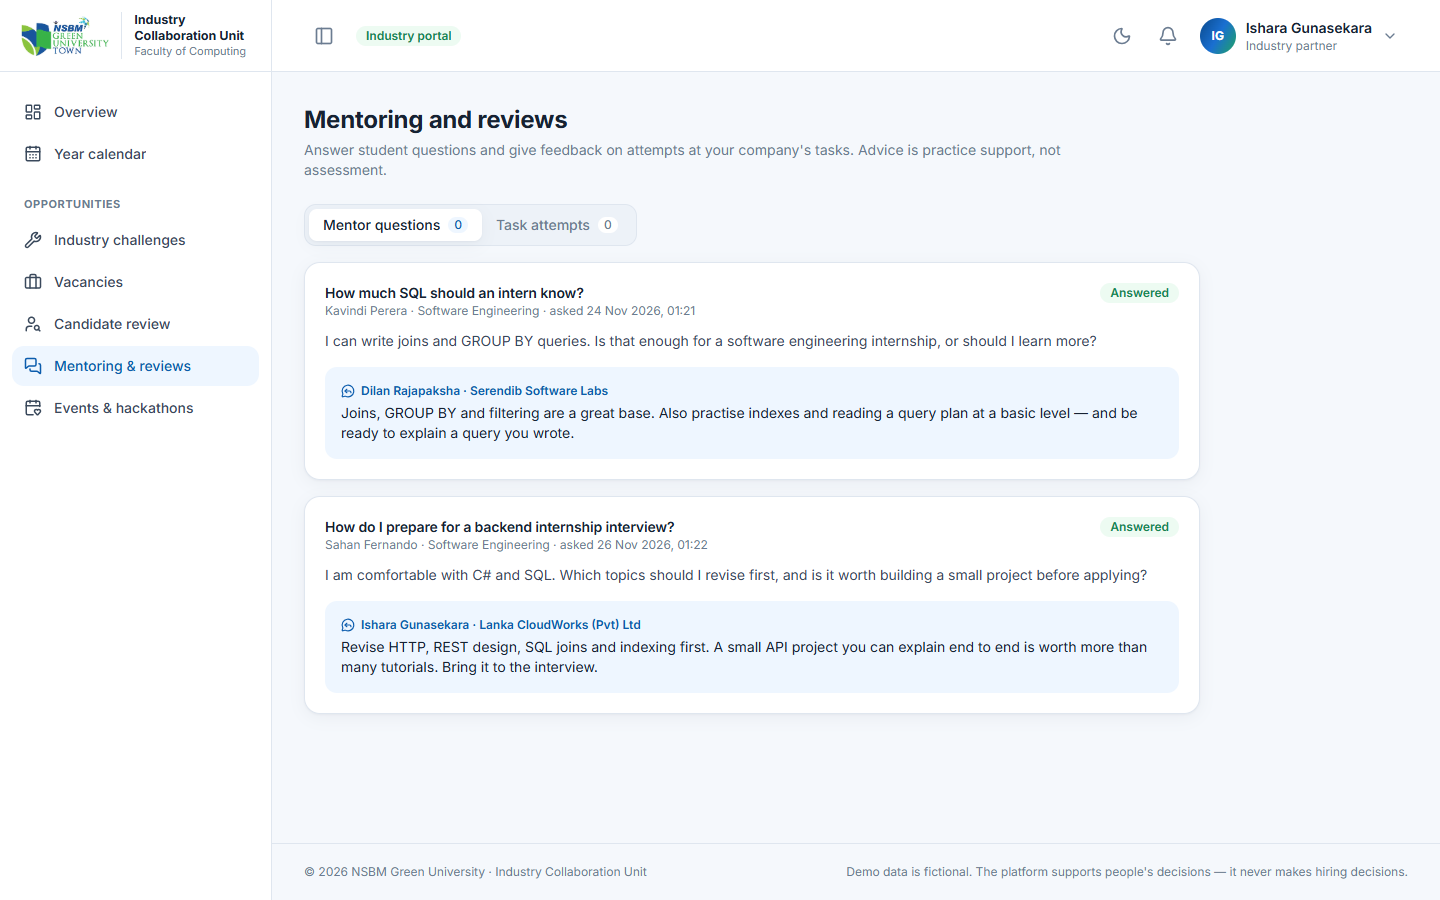 NSBM
GREEN
UNIVERSITY
TOWN
Industry
Collaboration Unit
Faculty of Computing
Industry portal
IG
Ishara Gunasekara
Industry partner
Overview
Year calendar
OPPORTUNITIES
Industry challenges
Vacancies
Candidate review
Mentoring & reviews
Events & hackathons
Mentoring and reviews
Answer student questions and give feedback on attempts at your company's tasks. Advice is practice support, not
assessment.
Mentor questions 0
Task attempts 0
How much SQL should an intern know?
Answered
Kavindi Perera · Software Engineering · asked 24 Nov 2026, 01:21
I can write joins and GROUP BY queries. Is that enough for a software engineering internship, or should I learn more?
Dilan Rajapaksha · Serendib Software Labs
Joins, GROUP BY and filtering are a great base. Also practise indexes and reading a query plan at a basic level — and be
ready to explain a query you wrote.
How do I prepare for a backend internship interview?
Answered
Sahan Fernando · Software Engineering · asked 26 Nov 2026, 01:22
I am comfortable with C# and SQL. Which topics should I revise first, and is it worth building a small project before applying?
Ishara Gunasekara · Lanka CloudWorks (Pvt) Ltd
Revise HTTP, REST design, SQL joins and indexing first. A small API project you can explain end to end is worth more than
many tutorials. Bring it to the interview.
© 2026 NSBM Green University · Industry Collaboration Unit
Demo data is fictional. The platform supports people's decisions — it never makes hiring decisions.